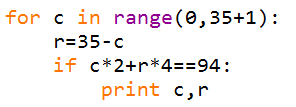 for c in range(0,35+1):
    r=35-c
    if c*2+r*4==94:
        print c,r